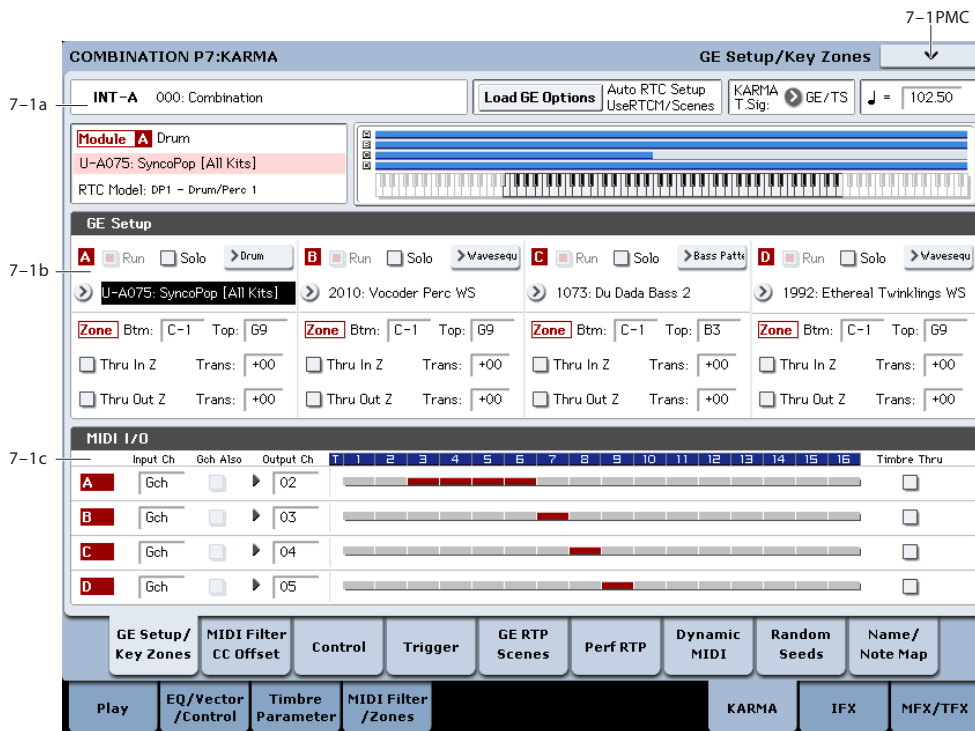 7-1PMC
COMBINATION P7:KARMA GE Setup/Key Zones
7-1a
INT-A 000: Combination Load GE Options Auto RTC Setup UseRTCM/Scenes KARMA T.Sig: GE/TS ♩ = 102.50
Module A Drum
U-A075: SyncoPop [All Kits]
RTC Model: DP1 - Drum/Perc 1
GE Setup
7-1b
A Run Solo >Drum B Run Solo >Wavesequ C Run Solo >Bass Patte D Run Solo >Wavesequ
U-A075: SyncoPop [All Kits] 2010: Vocoder Perc WS 1073: Du Dada Bass 2 1992: Ethereal Twinklings WS
Zone Btm: C-1 Top: G9 Zone Btm: C-1 Top: G9 Zone Btm: C-1 Top: B3 Zone Btm: C-1 Top: G9
Thru In Z Trans: +00 Thru In Z Trans: +00 Thru In Z Trans: +00 Thru In Z Trans: +00
Thru Out Z Trans: +00 Thru Out Z Trans: +00 Thru Out Z Trans: +00 Thru Out Z Trans: +00
MIDI I/O
7-1c
Input Ch Gch Also Output Ch T 1 2 3 4 5 6 7 8 9 10 11 12 13 14 15 16 Timbre Thru
A Gch 02
B Gch 03
C Gch 04
D Gch 05
GE Setup/ Key Zones MIDI Filter CC Offset Control Trigger GE RTP Scenes Perf RTP Dynamic MIDI Random Seeds Name/ Note Map
Play EQ/Vector /Control Timbre Parameter MIDI Filter /Zones KARMA IFX MFX/TFX